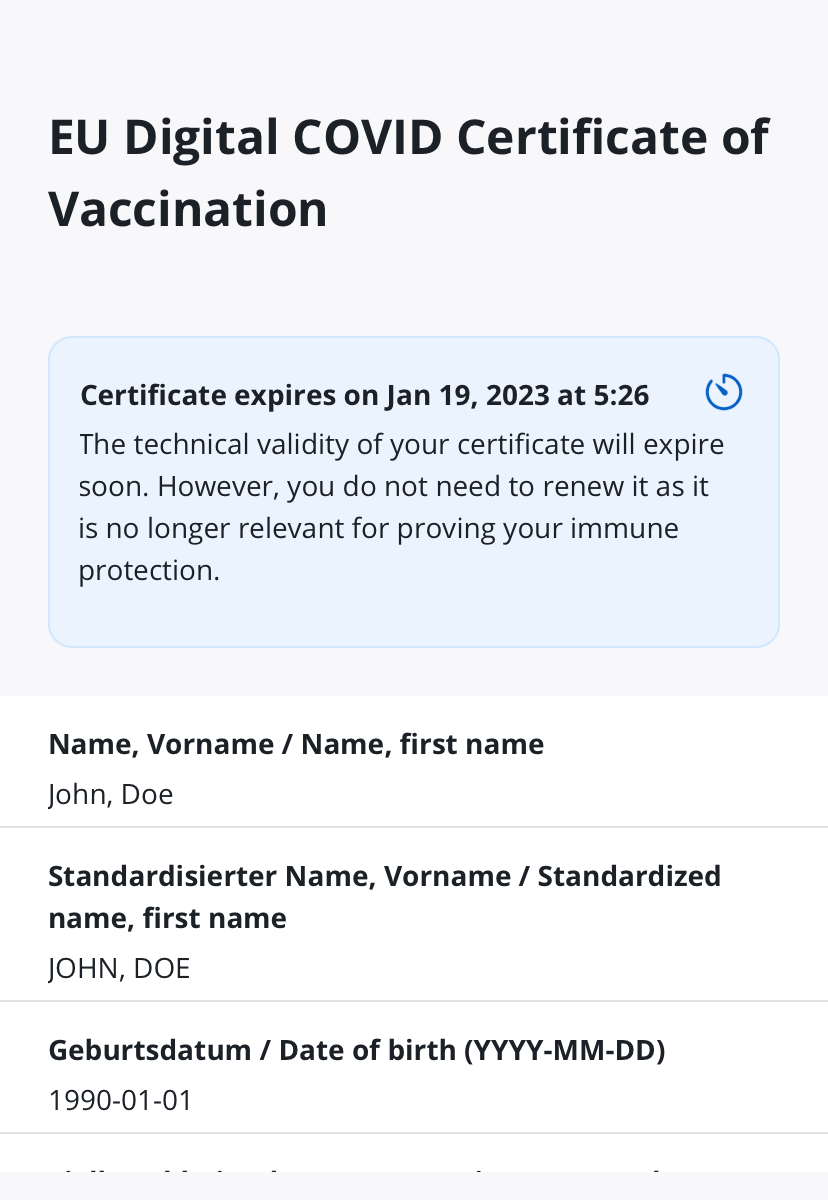 EU Digital COVID Certificate of
Vaccination
Certificate expires on Jan 19, 2023 at 5:26
The technical validity of your certificate will expire
soon. However, you do not need to renew it as it
is no longer relevant for proving your immune
protection.
Name, Vorname / Name, first name
John, Doe
Standardisierter Name, Vorname / Standardized
name, first name
JOHN, DOE
Geburtsdatum / Date of birth (YYYY-MM-DD)
1990-01-01